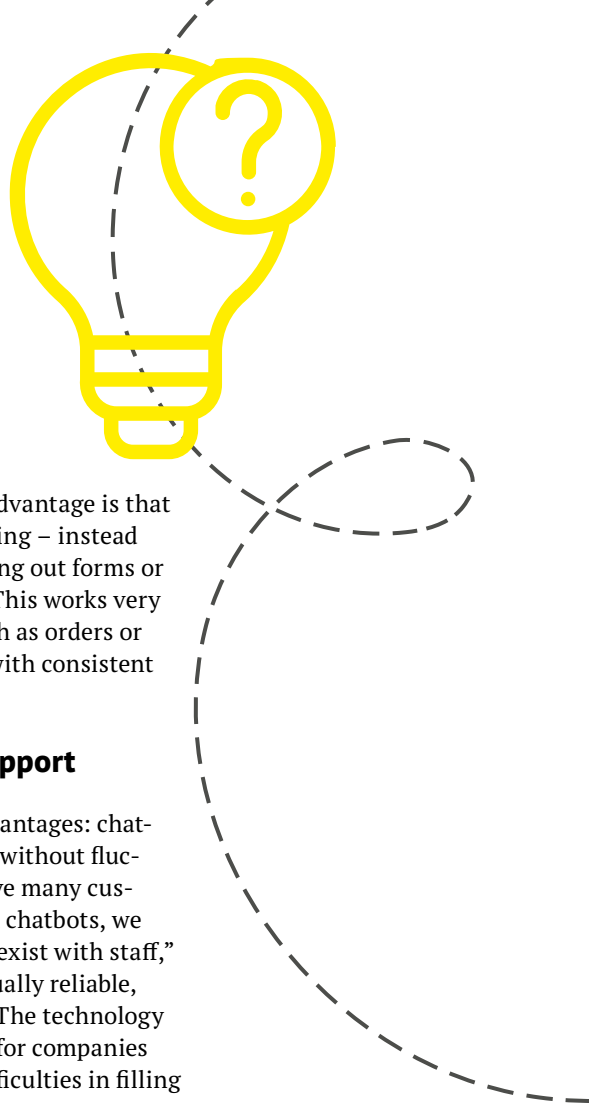 ?
dvantage is that
ing – instead
ng out forms or
This works very
h as orders or
with consistent
pport
antages: chat-
without fluc-
ve many cus-
chatbots, we
exist with staff,”
ually reliable,
The technology
for companies
ficulties in filling